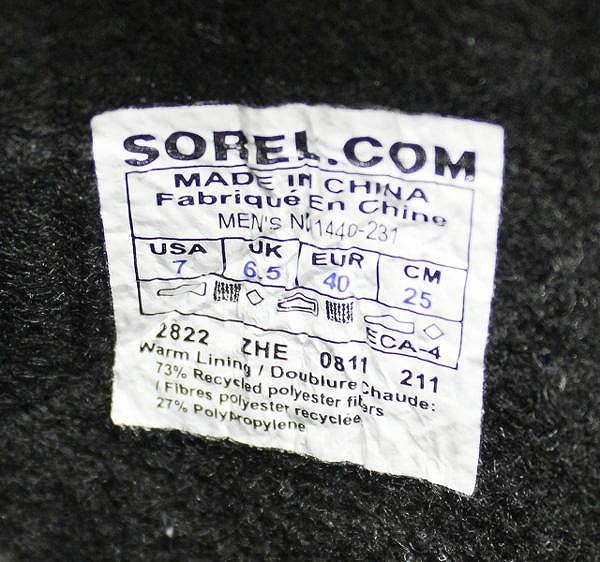 SOREL.COM
MADE IN CHINA
Fabriqué En Chine
MEN'S 1440-231
USA UK EUR CM
7 6.5 40 25
ECA-4
2822 ZHE 0811 211
Warm Lining / Doublure Chaude:
73% Recycled polyester fibers
/ Fibres polyester recyclée
27% Polypropylene